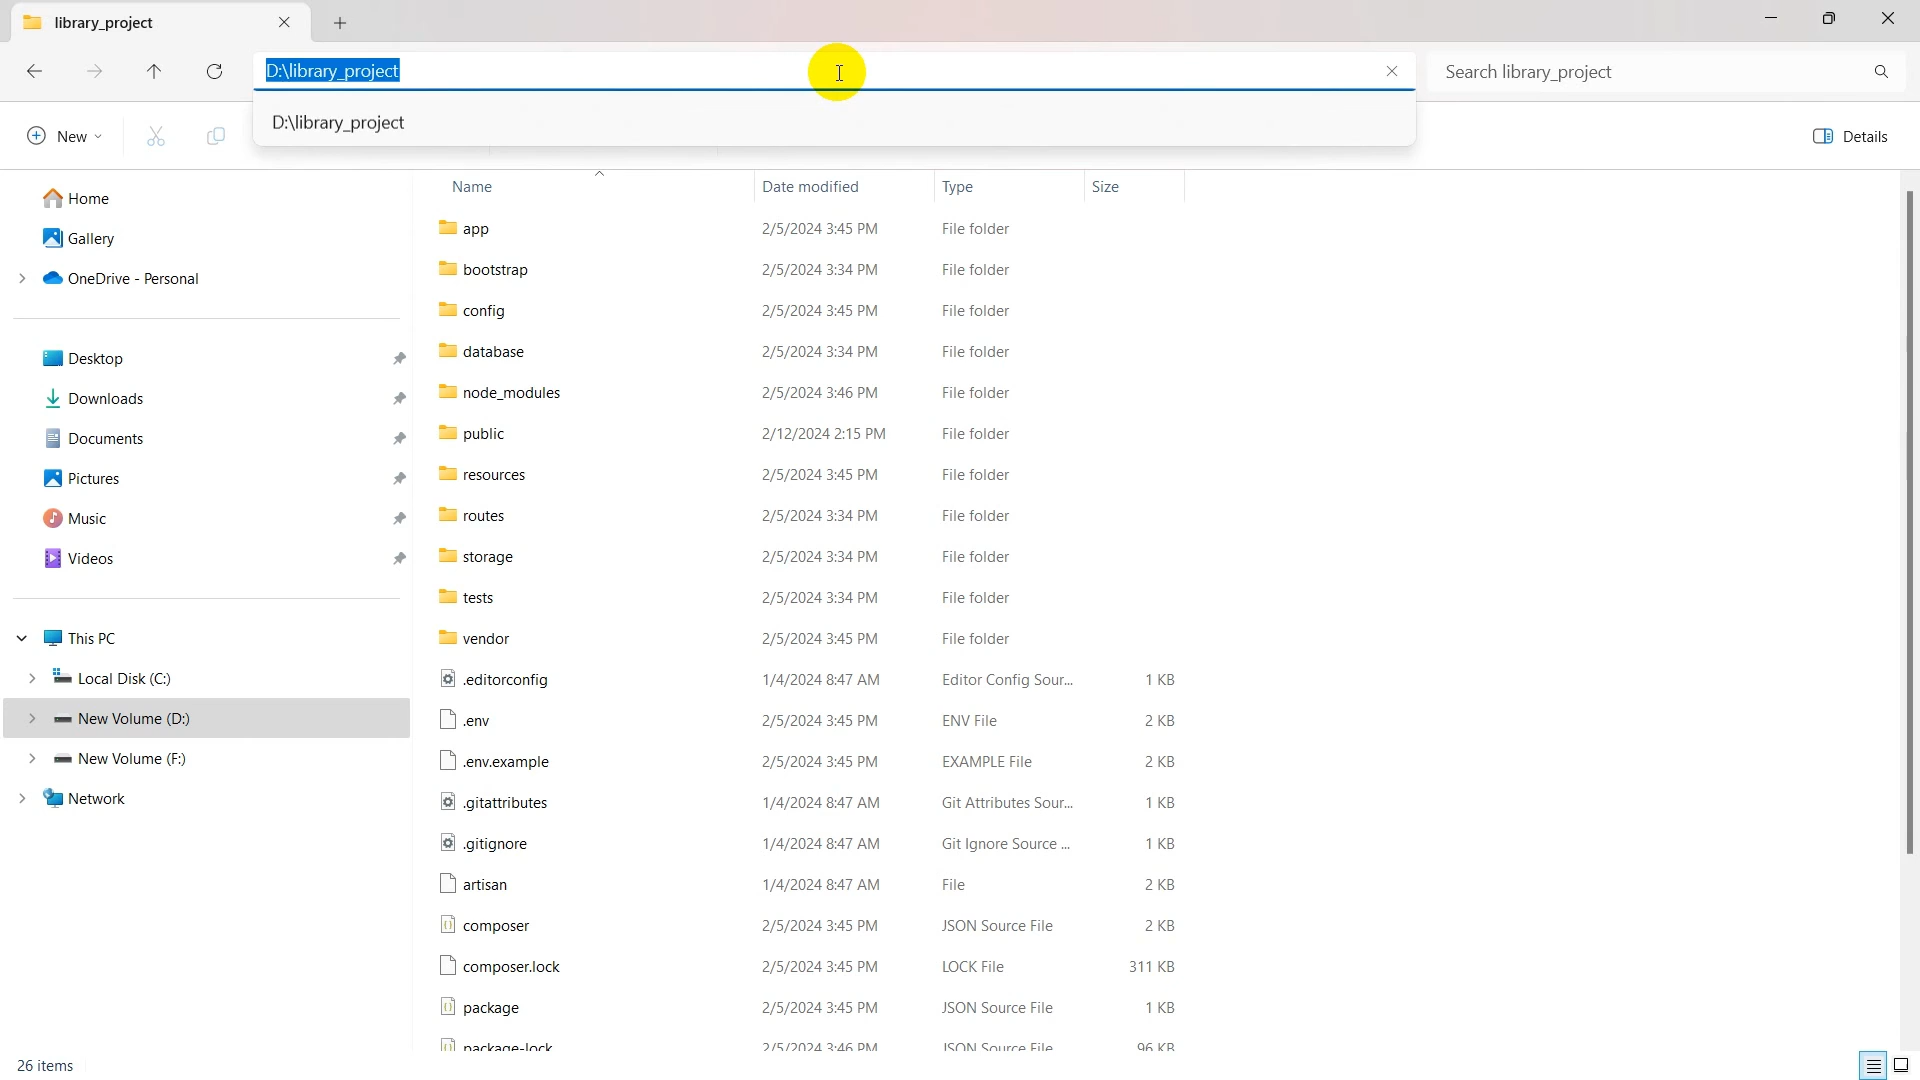 library_project
D:\library_project
Search library_project
D:\library_project
New
Details
Name Date modified Type Size
Home
Gallery
OneDrive - Personal
Desktop
Downloads
Documents
Pictures
Music
Videos
This PC
Local Disk (C:)
New Volume (D:)
New Volume (F:)
Network
app 2/5/2024 3:45 PM File folder
bootstrap 2/5/2024 3:34 PM File folder
config 2/5/2024 3:45 PM File folder
database 2/5/2024 3:34 PM File folder
node_modules 2/5/2024 3:46 PM File folder
public 2/12/2024 2:15 PM File folder
resources 2/5/2024 3:45 PM File folder
routes 2/5/2024 3:34 PM File folder
storage 2/5/2024 3:34 PM File folder
tests 2/5/2024 3:34 PM File folder
vendor 2/5/2024 3:45 PM File folder
.editorconfig 1/4/2024 8:47 AM Editor Config Sour... 1 KB
.env 2/5/2024 3:45 PM ENV File 2 KB
.env.example 2/5/2024 3:45 PM EXAMPLE File 2 KB
.gitattributes 1/4/2024 8:47 AM Git Attributes Sour... 1 KB
.gitignore 1/4/2024 8:47 AM Git Ignore Source ... 1 KB
artisan 1/4/2024 8:47 AM File 2 KB
composer 2/5/2024 3:45 PM JSON Source File 2 KB
composer.lock 2/5/2024 3:45 PM LOCK File 311 KB
package 2/5/2024 3:45 PM JSON Source File 1 KB
package-lock 2/5/2024 3:46 PM JSON Source File 96 KB
26 items